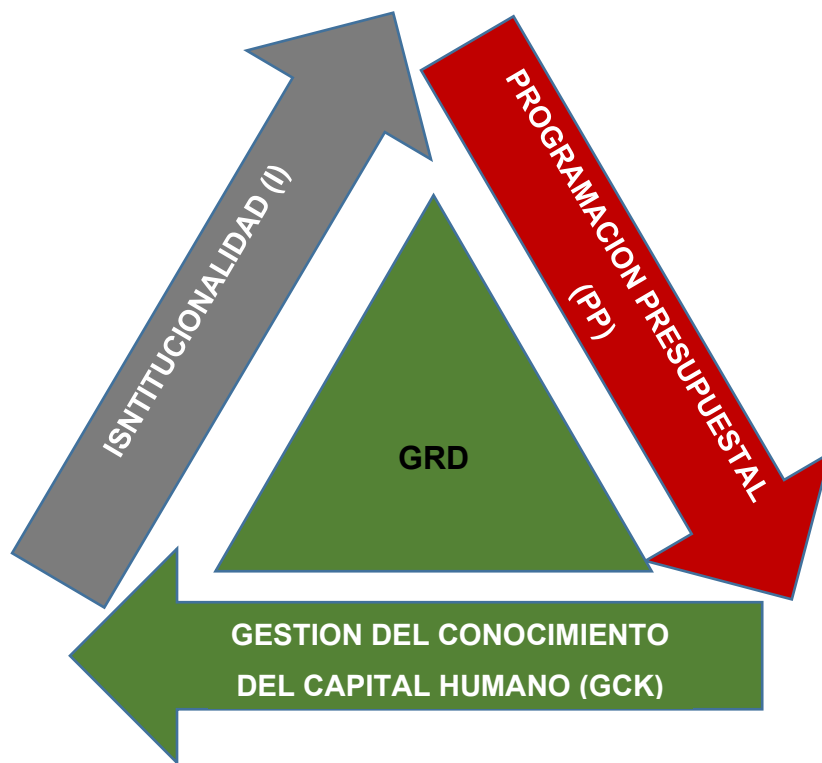 ISNTITUCIONALIDAD (I)
PROGRAMACION PRESUPUESTAL
(PP)
GRD
GESTION DEL CONOCIMIENTO
DEL CAPITAL HUMANO (GCK)